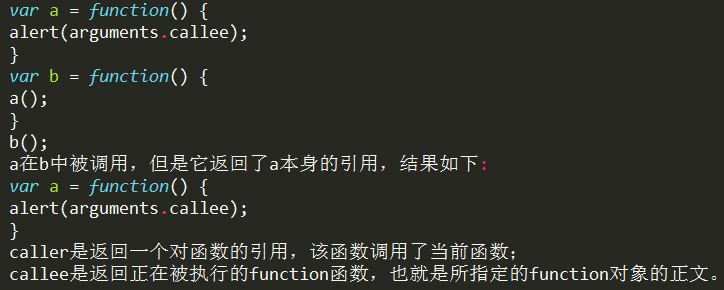 var a = function() {
alert(arguments.callee);
}
var b = function() {
a();
}
b();
a在b中被调用，但是它返回了a本身的引用，结果如下:
var a = function() {
alert(arguments.callee);
}
caller是返回一个对函数的引用，该函数调用了当前函数；
callee是返回正在被执行的function函数，也就是所指定的function对象的正文。